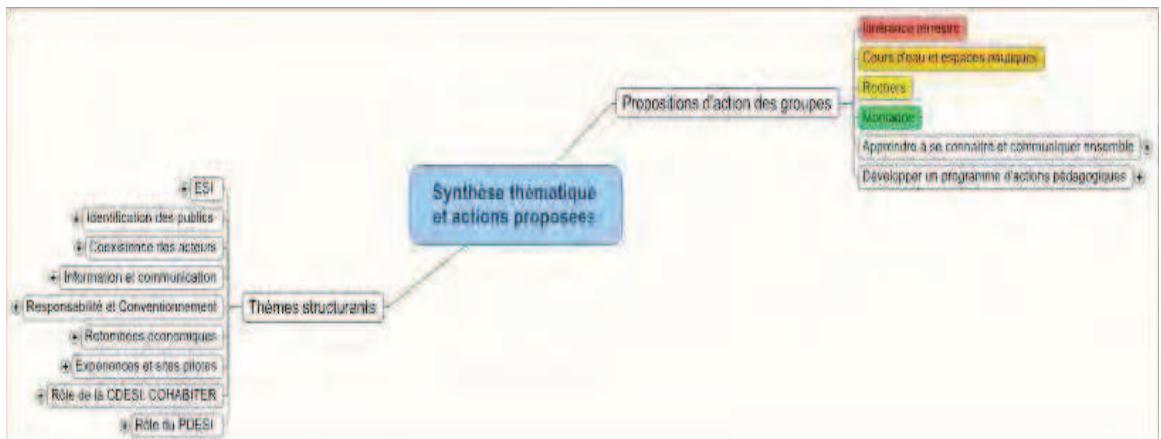 Synthèse thématique
et actions proposées
Propositions d'action des groupes
Itinérance terrestre
Cours d'eau et espaces nautiques
Rochers
Montagne
Apprendre à se connaître et communiquer ensemble
Développer un programme d'actions pédagogiques
Thèmes structurants
ESI
Identification des publics
Coexistence des acteurs
Information et communication
Responsabilité et Conventionnement
Retombées économiques
Expériences et sites pilotes
Rôle de la CDESI: COHABITER
Rôle du PDESI